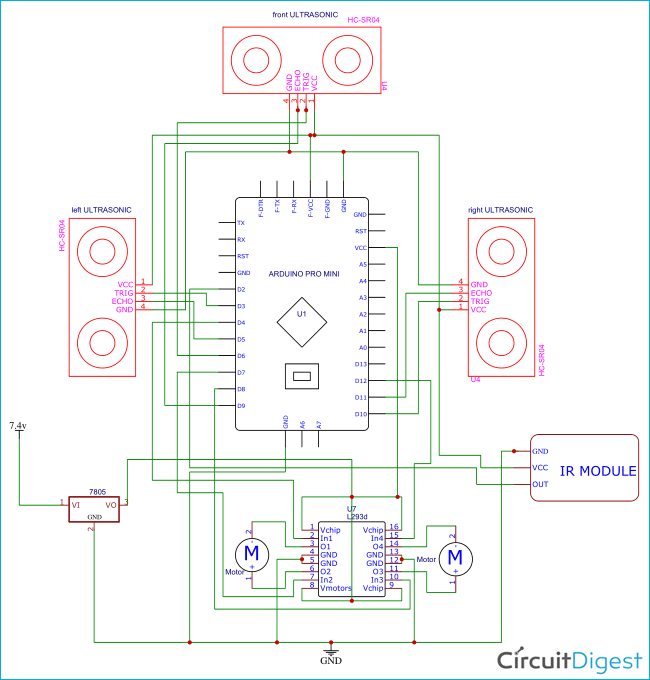 front ULTRASONIC
HC-SR04
GND
ECHO
TRIG
VCC
4
3
2
1
U4
left ULTRASONIC
HC-SR04
VCC 1
TRIG 2
ECHO 3
GND 4
right ULTRASONIC
4 GND
3 ECHO
2 TRIG
1 VCC
HC-SR04
U4
F-DTR
F-TX
F-RX
F-VCC
F-GND
GND
TX
RX
RST
GND
D2
D3
D4
D5
D6
D7
D8
D9
ARDUINO PRO MINI
U1
GND
RST
VCC
A5
A4
A3
A2
A1
A0
D13
D12
D11
D10
GND
A6
A7
7.4v
7805
1 VI
VO 3
GND
2
GND
VCC
OUT
IR MODULE
U7
L293d
1 Vchip
2 In1
3 O1
4 GND
5 GND
6 O2
7 In2
8 Vmotors
Vchip 16
In4 15
O4 14
GND 13
GND 12
O3 11
In3 10
Vchip 9
2
-
M
+
1
Motor
2
-
M
+
1
Motor
GND
CircuitDigest